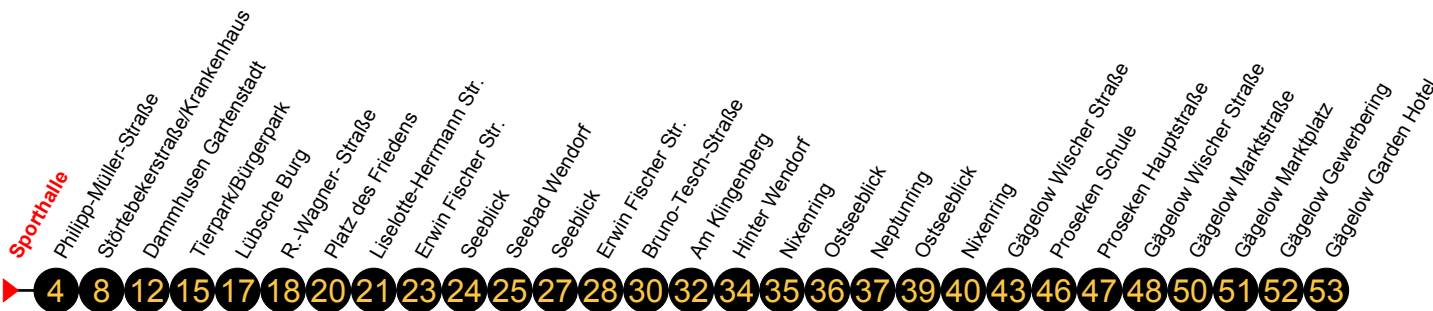 Sporthalle
Philipp-Müller-Straße
Störtebekerstraße/Krankenhaus
Dammhusen Gartenstadt
Tierpark/Bürgerpark
Lübsche Burg
R.-Wagner- Straße
Platz des Friedens
Liselotte-Herrmann Str.
Erwin Fischer Str.
Seeblick
Seebad Wendorf
Seeblick
Erwin Fischer Str.
Bruno-Tesch-Straße
Am Klingenberg
Hinter Wendorf
Nixenring
Ostseeblick
Neptunring
Ostseeblick
Nixenring
Gägelow Wischer Straße
Proseken Schule
Proseken Hauptstraße
Gägelow Wischer Straße
Gägelow Marktstraße
Gägelow Marktplatz
Gägelow Gewerbering
Gägelow Garden Hotel
4 8 12 15 17 18 20 21 23 24 25 27 28 30 32 34 35 36 37 39 40 43 46 47 48 50 51 52 53